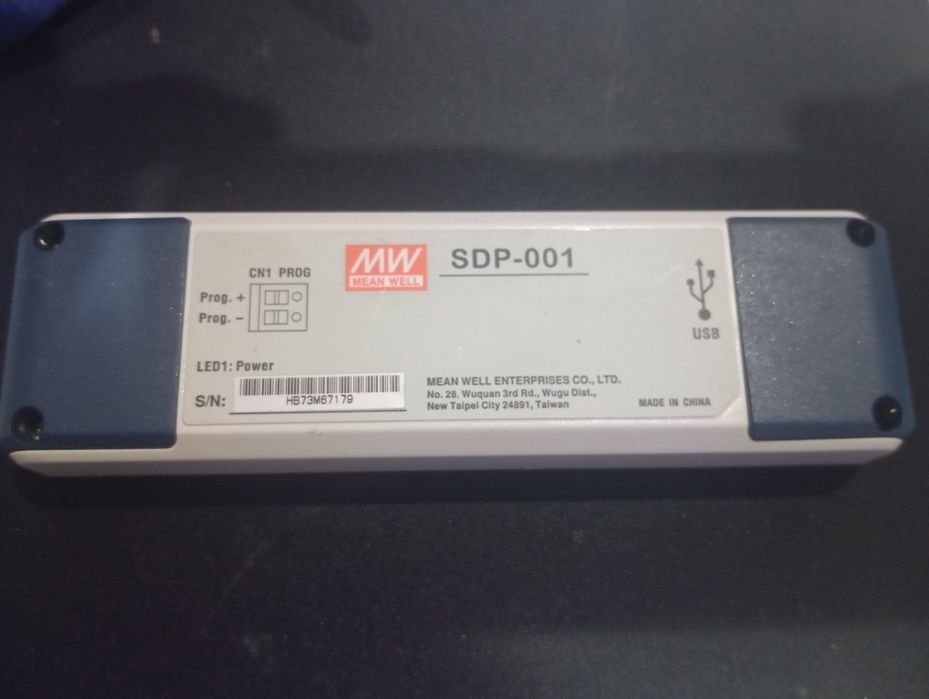 CN1 PROG
Prog. +
Prog. –
MW
MEAN WELL
SDP-001
USB
LED1: Power
S/N:
HB73M67179
MEAN WELL ENTERPRISES CO., LTD.
No. 28, Wuquan 3rd Rd., Wugu Dist.,
New Taipei City 24891, Taiwan
MADE IN CHINA